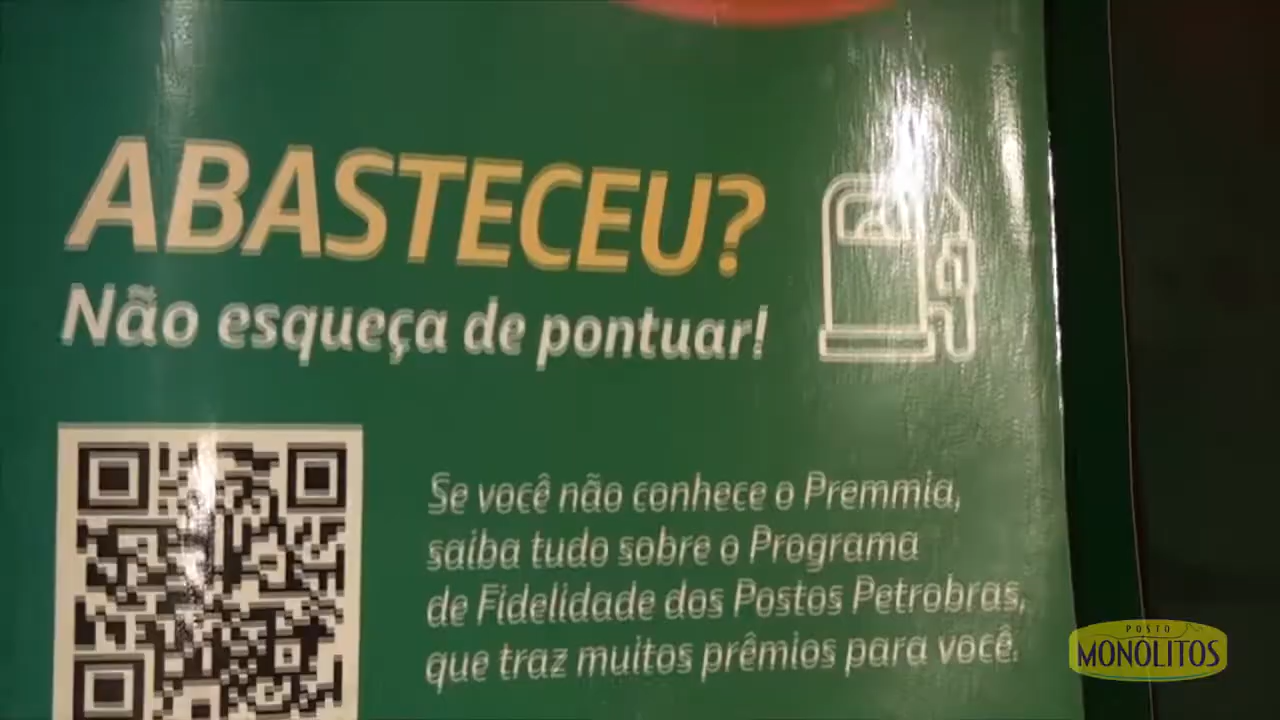 ABASTECEU?
Não esqueça de pontuar!
Se você não conhece o Premmia,
saiba tudo sobre o Programa
de Fidelidade dos Postos Petrobras,
que traz muitos prêmios para você.
POSTO
MONÓLITOS